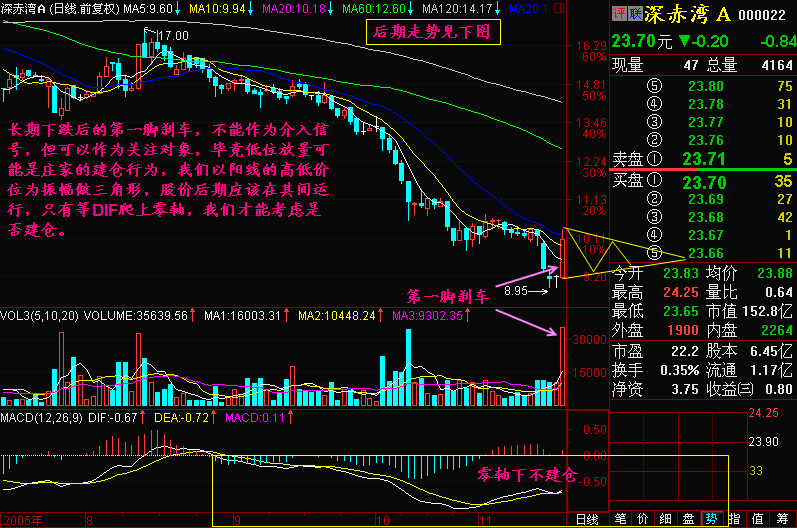 深赤湾A (日线.前复权) MA5:9.60↓ MA10:9.94↓ MA20:10.18↓ MA60:12.60↓ MA120:14.17↓ MA20:1
评 联 深赤湾 A 000022
23.70元 ▼-0.20 -0.84
后期走势见下图
17.00
现量 47 总量 4164
⑤ 23.80 75
④ 23.78 31
③ 23.77 10
② 23.76 10
卖盘 ① 23.71 5
买盘 ① 23.70 35
② 23.69 27
③ 23.68 42
④ 23.67 1
⑤ 23.66 11
今开 23.83 均价 23.88
最高 24.25 量比 0.64
最低 23.65 市值 152.8亿
外盘 1900 内盘 2264
市盈 22.2 股本 6.45亿
换手 0.35% 流通 1.17亿
净资 3.75 收益㈢ 0.80
16.29
60%
14.81
50%
13.46
40%
12.24
30%
11.13
20%
10.11
10%
9.20
长期下跌后的第一脚刹车，不能作为介入信
号，但可以作为关注对象，毕竟低位放量可
能是庄家的建仓行为，我们以阳线的高低价
位为振幅做三角形，股价后期应该在其间运
行，只有等DIF爬上零轴，我们才能考虑是
否建仓。
第一脚刹车
8.95
VOL3(5,10,20) VOLUME:35639.56↑ MA1:16003.31↑ MA2:10448.24↑ MA3:9302.35↑
30000
15000
MACD(12,26,9) DIF:-0.67↑ DEA:-0.72↑ MACD:0.11↑
0.50
0.00
-0.50
零轴下不建仓
24.25
23.90
33
2005年 8 9 10 11 日线
笔 价 细 盘 势 指 值 筹